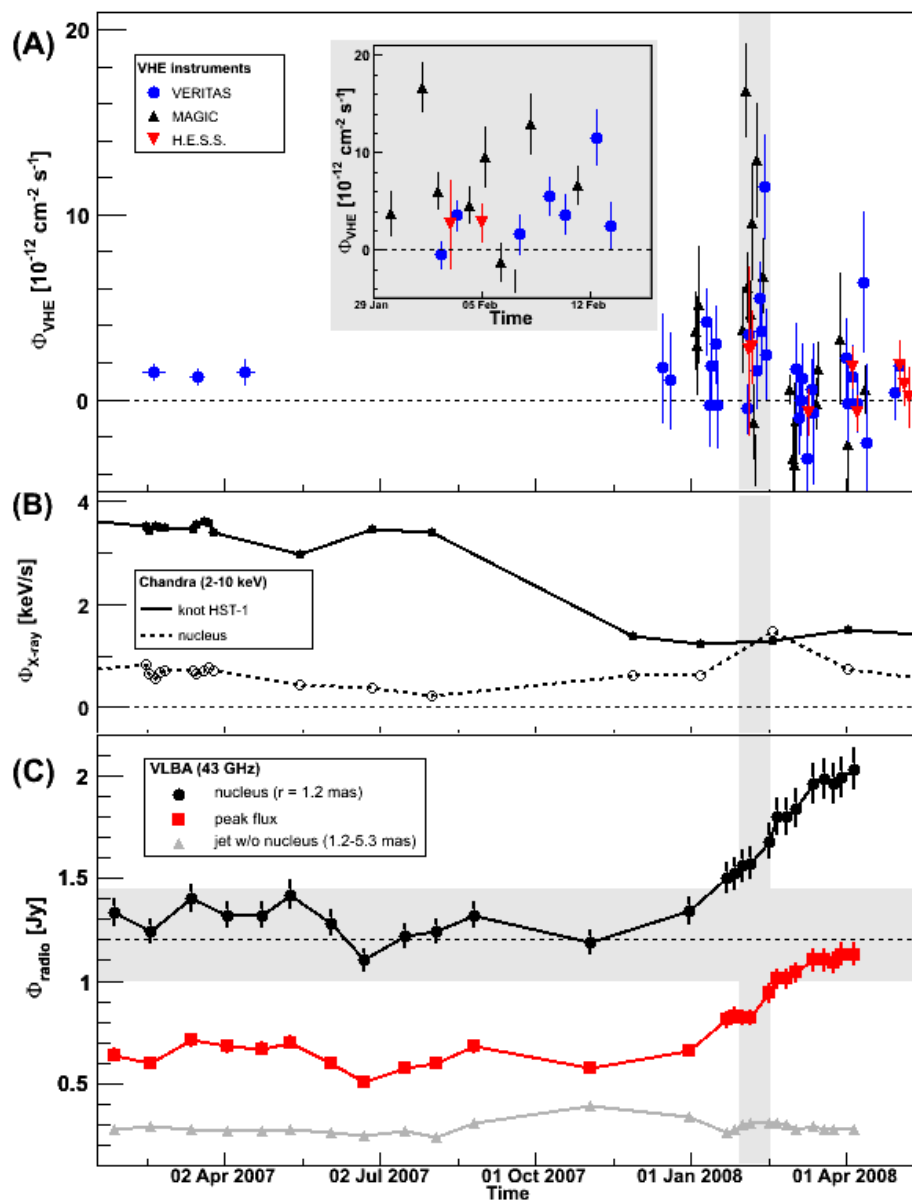 (A)
20
10
0
Φ_VHE [10⁻¹² cm⁻² s⁻¹]
VHE instruments
VERITAS
MAGIC
H.E.S.S.
20
10
0
Φ_VHE [10⁻¹² cm⁻² s⁻¹]
29 Jan
05 Feb
12 Feb
Time
(B)
4
2
0
Φ_X-ray [keV/s]
Chandra (2-10 keV)
knot HST-1
nucleus
(C)
2
1.5
1
0.5
Φ_radio [Jy]
VLBA (43 GHz)
nucleus (r = 1.2 mas)
peak flux
jet w/o nucleus (1.2-5.3 mas)
02 Apr 2007
02 Jul 2007
01 Oct 2007
01 Jan 2008
01 Apr 2008
Time